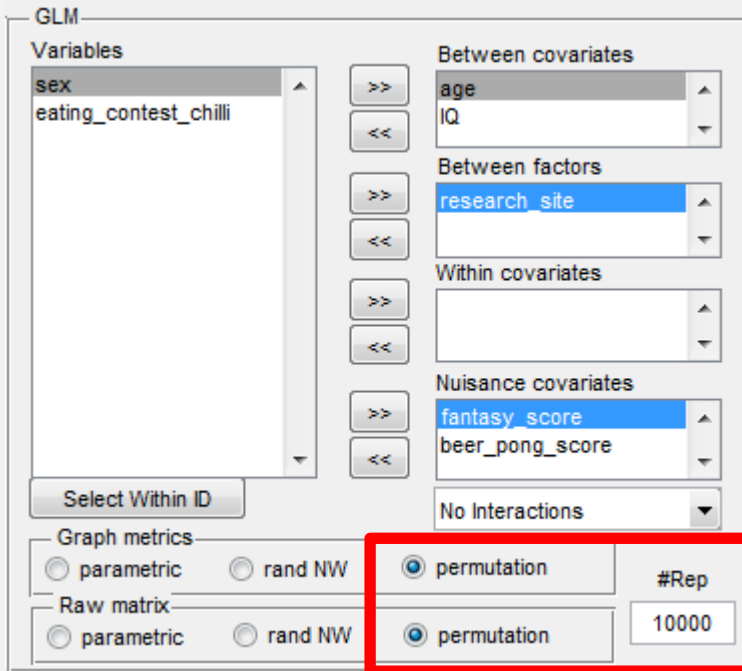 GLM
Variables
sex
eating_contest_chilli
>>
<<
Between covariates
age
IQ
>>
<<
Between factors
research_site
>>
<<
Within covariates
>>
<<
Nuisance covariates
fantasy_score
beer_pong_score
Select Within ID
No Interactions
Graph metrics
parametric
rand NW
permutation
#Rep
10000
Raw matrix
parametric
rand NW
permutation